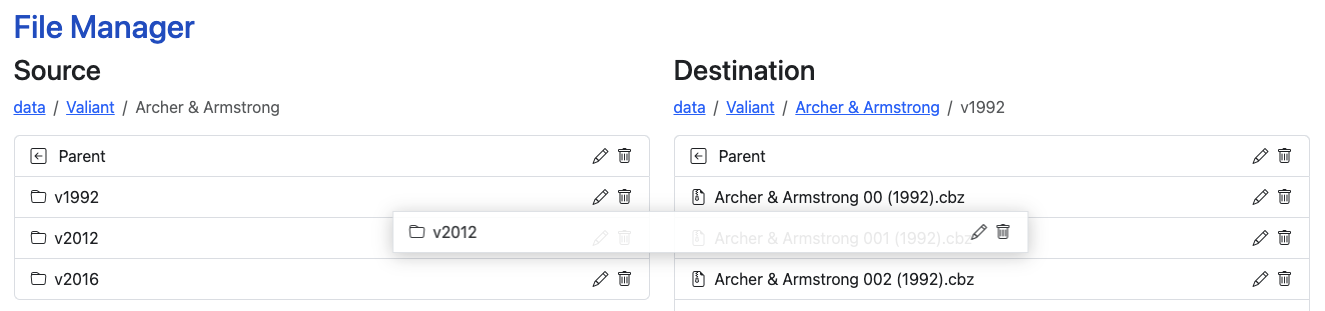 File Manager
Source
data / Valiant / Archer & Armstrong
Parent
v1992
v2012
v2016
Destination
data / Valiant / Archer & Armstrong / v1992
Parent
Archer & Armstrong 00 (1992).cbz
Archer & Armstrong 001 (1992).cbz
Archer & Armstrong 002 (1992).cbz
v2012